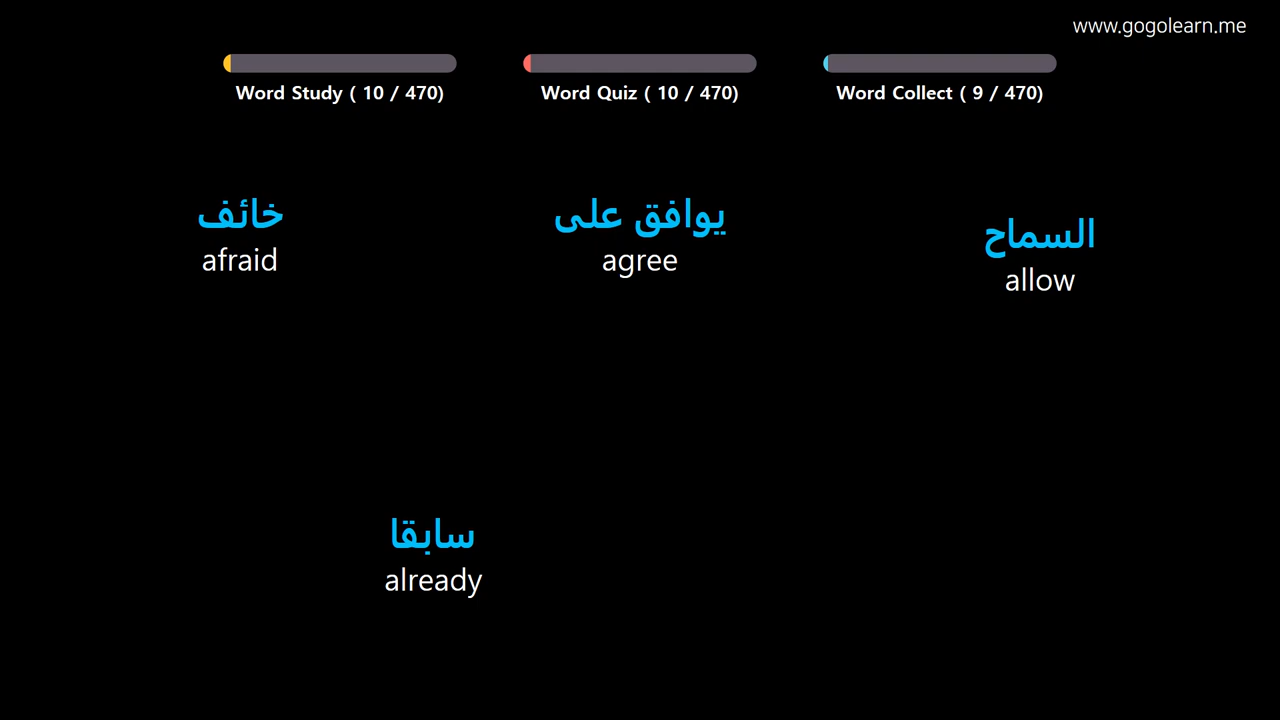 www.gogolearn.me
Word Study ( 10 / 470)
Word Quiz ( 10 / 470)
Word Collect ( 9 / 470)
خائف
afraid
يوافق على
agree
السماح
allow
سابقا
already